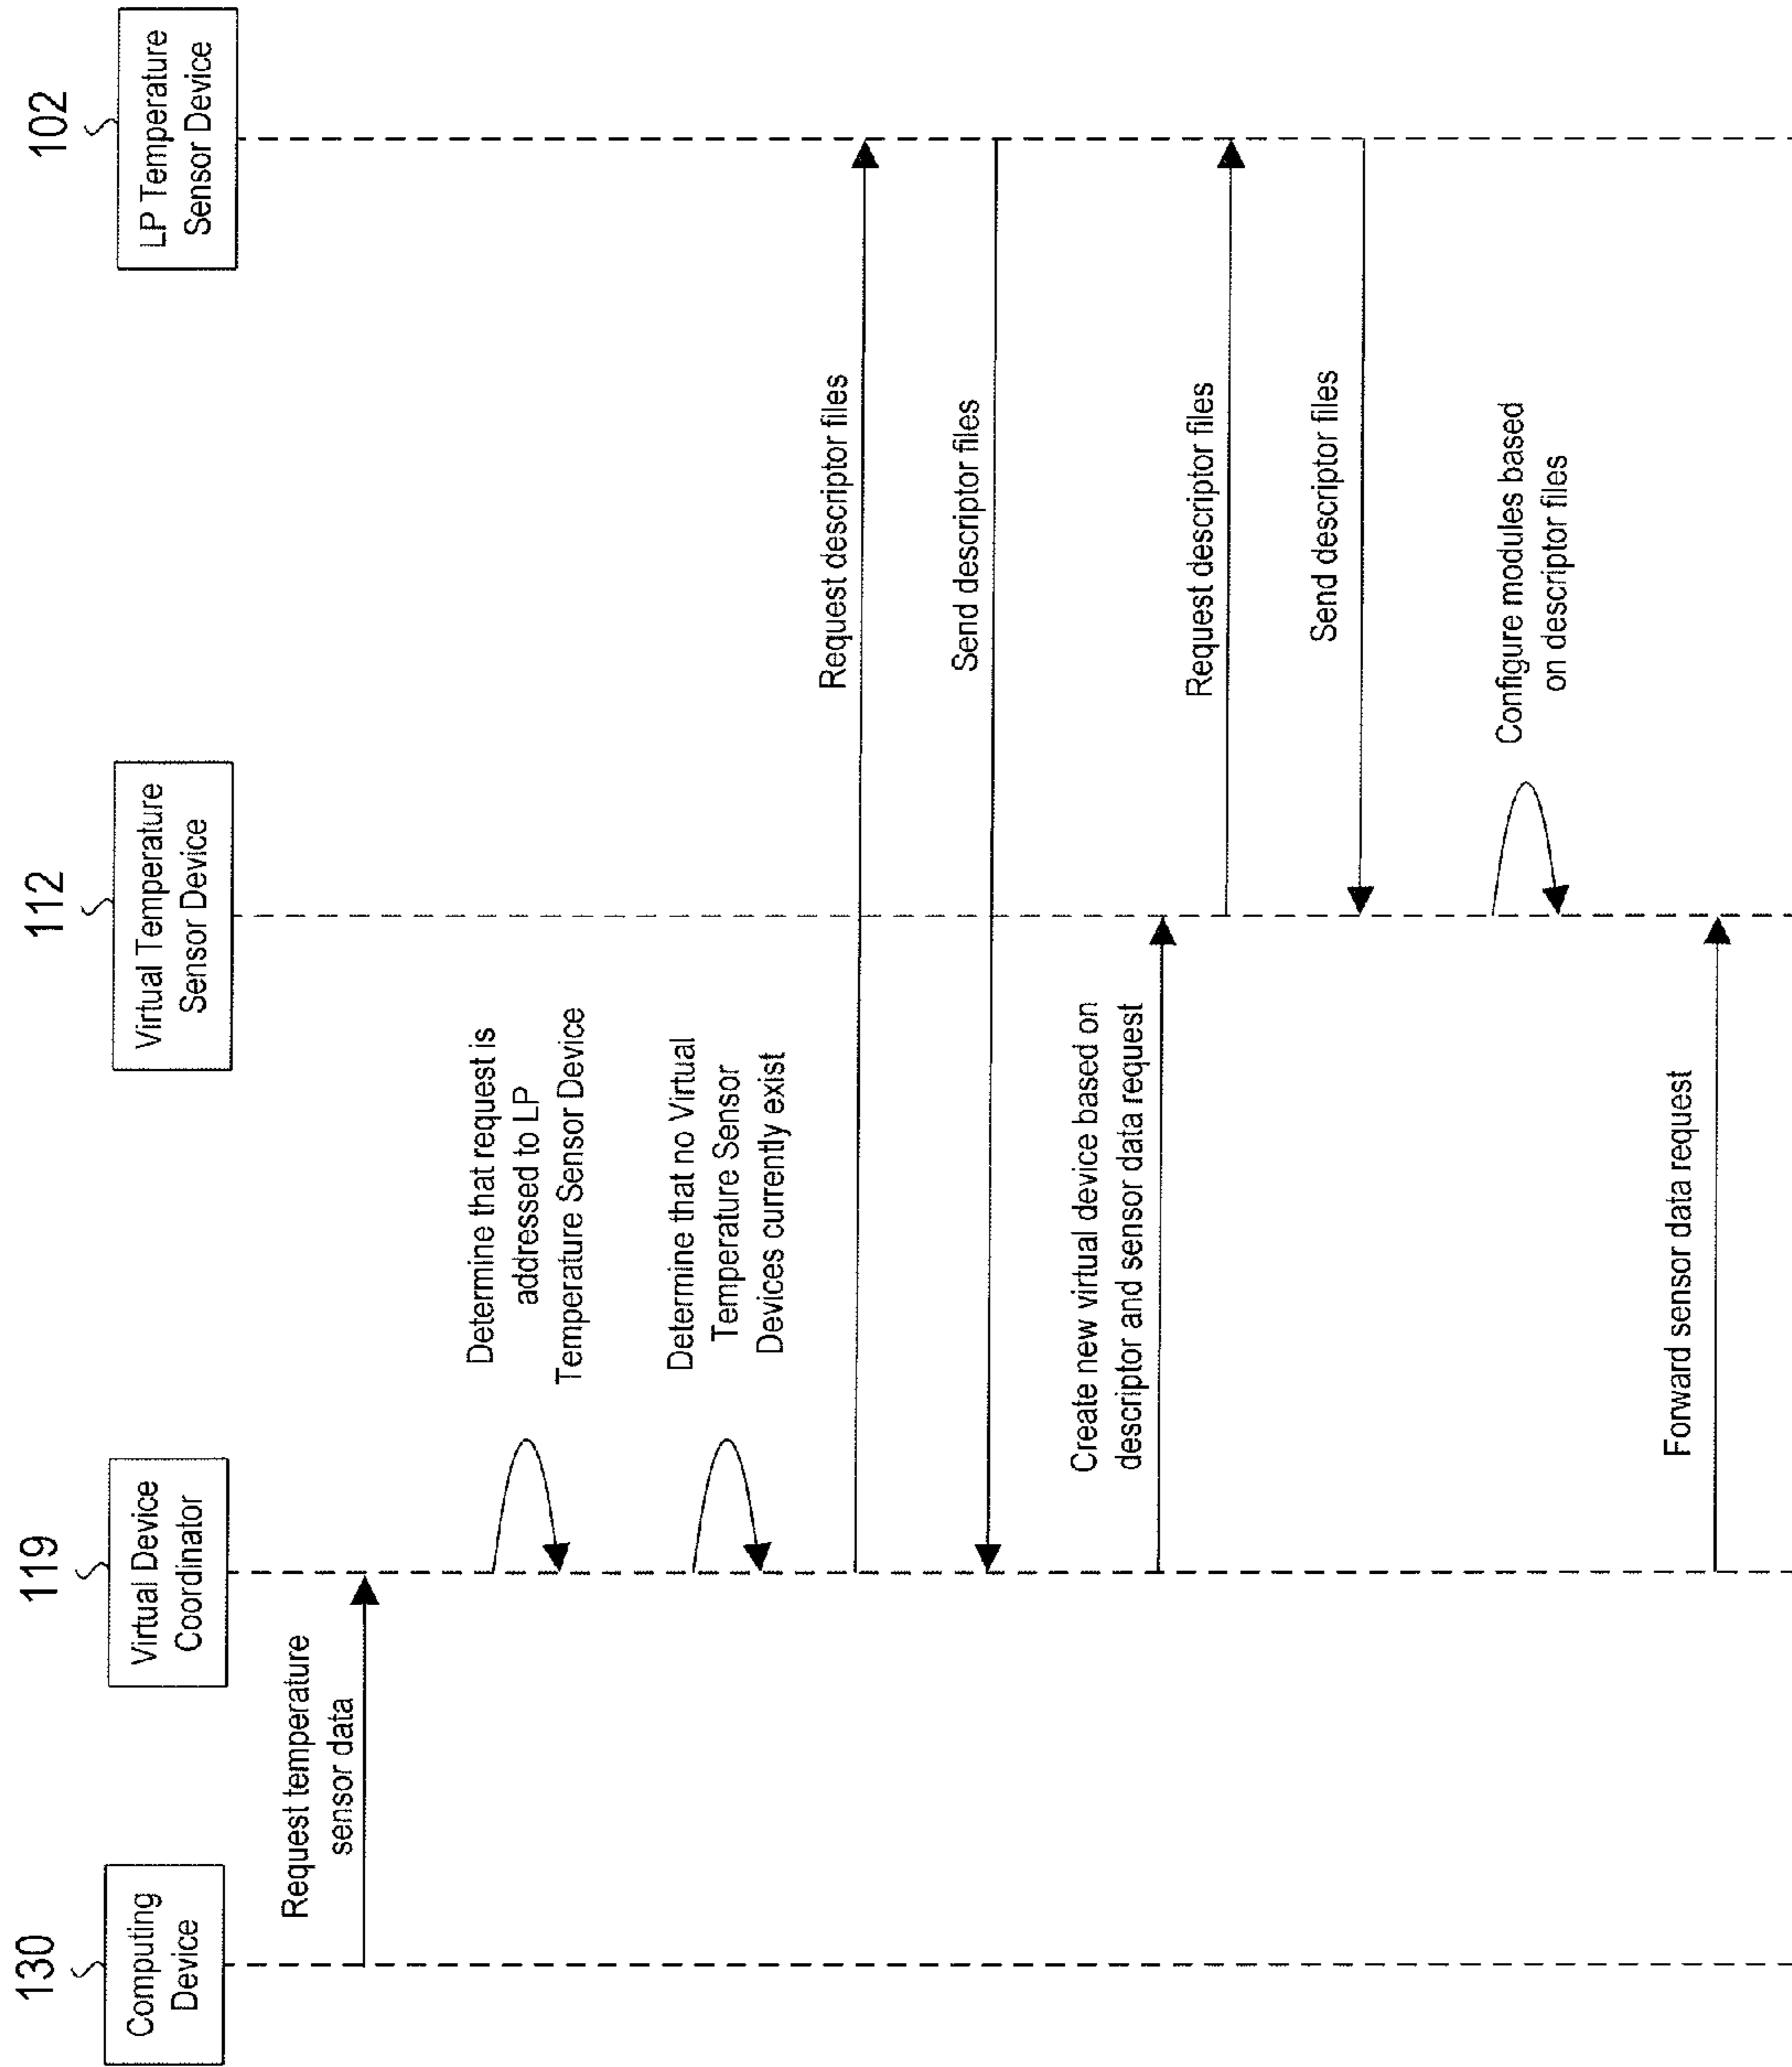 130
Computing
Device
119
Virtual Device
Coordinator
112
Virtual Temperature
Sensor Device
102
LP Temperature
Sensor Device
Request temperature
sensor data
Determine that request is
addressed to LP
Temperature Sensor Device
Determine that no Virtual
Temperature Sensor
Devices currently exist
Request descriptor files
Send descriptor files
Create new virtual device based on
descriptor and sensor data request
Request descriptor files
Send descriptor files
Configure modules based
on descriptor files
Forward sensor data request